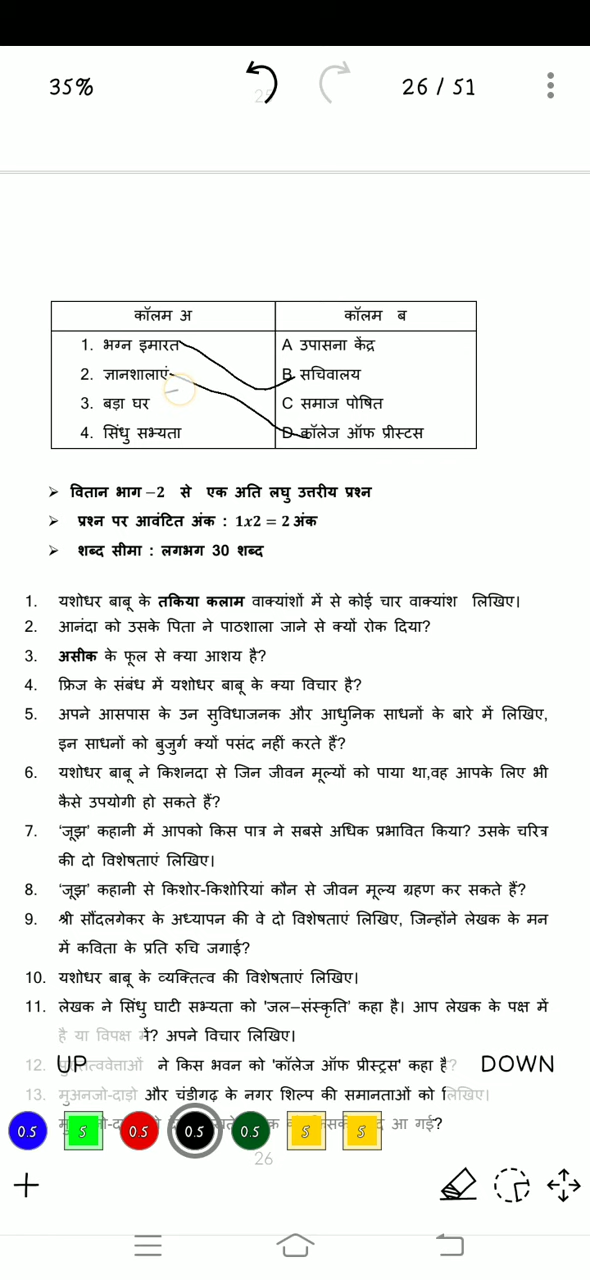 35%
26 / 51
कॉलम अ कॉलम ब
1. भग्न इमारत A उपासना केंद्र
2. ज्ञानशालाएं B सचिवालय
3. बड़ा घर C समाज पोषित
4. सिंधु सभ्यता D कॉलेज ऑफ प्रीस्टस
➢ वितान भाग –2 से एक अति लघु उत्तरीय प्रश्न
➢ प्रश्न पर आवंटित अंक : 1x2 = 2 अंक
➢ शब्द सीमा : लगभग 30 शब्द
1. यशोधर बाबू के तकिया कलाम वाक्यांशों में से कोई चार वाक्यांश लिखिए।
2. आनंदा को उसके पिता ने पाठशाला जाने से क्यों रोक दिया?
3. असीक के फूल से क्या आशय है?
4. फ्रिज के संबंध में यशोधर बाबू के क्या विचार है?
5. अपने आसपास के उन सुविधाजनक और आधुनिक साधनों के बारे में लिखिए,
इन साधनों को बुजुर्ग क्यों पसंद नहीं करते हैं?
6. यशोधर बाबू ने किशनदा से जिन जीवन मूल्यों को पाया था,वह आपके लिए भी
कैसे उपयोगी हो सकते हैं?
7. 'जूझ' कहानी में आपको किस पात्र ने सबसे अधिक प्रभावित किया? उसके चरित्र
की दो विशेषताएं लिखिए।
8. 'जूझ' कहानी से किशोर-किशोरियां कौन से जीवन मूल्य ग्रहण कर सकते हैं?
9. श्री सौंदलगेकर के अध्यापन की वे दो विशेषताएं लिखिए, जिन्होंने लेखक के मन
में कविता के प्रति रुचि जगाई?
10. यशोधर बाबू के व्यक्तित्व की विशेषताएं लिखिए।
11. लेखक ने सिंधु घाटी सभ्यता को 'जल–संस्कृति' कहा है। आप लेखक के पक्ष में
है या विपक्ष में? अपने विचार लिखिए।
12. ने किस भवन को 'कॉलेज ऑफ प्रीस्ट्रस' कहा है?
UP DOWN
13. मुअनजो-दाड़ो और चंडीगढ़ के नगर शिल्प की समानताओं को लिखिए।
आ गई?
0.5 5 0.5 0.5 0.5 5 5
26